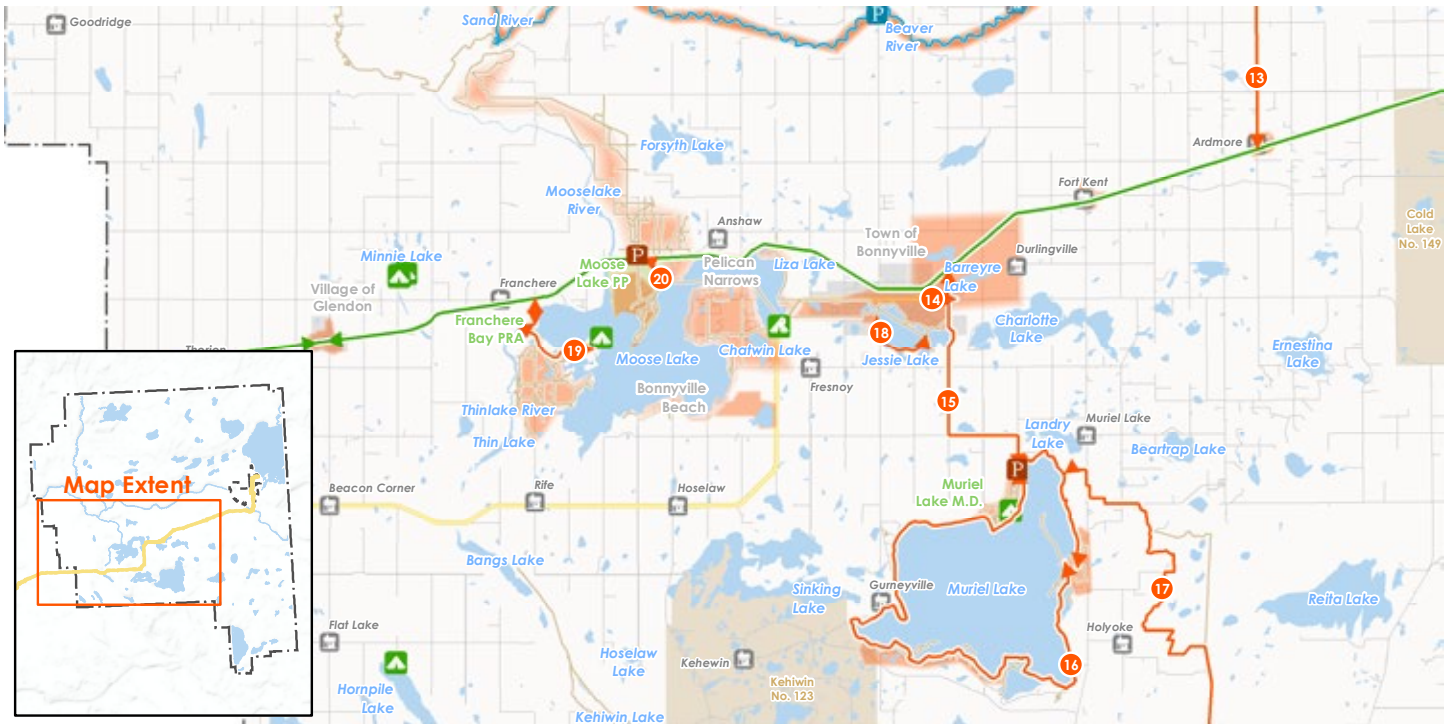 Goodridge
Sand River
P
Beaver
River
13
Ardmore
Forsyth Lake
Fort Kent
Mooselake
River
Cold
Lake
No. 149
Anshaw
Town of
Bonnyville
Durlingville
Minnie Lake
P
Moose
Lake PP
Pelican
Narrows
Liza Lake
Barreyre
Lake
20
Franchere
Village of
Glendon
14
Franchere
Bay PRA
18
Charlotte
Lake
Thorion
19
Moose Lake
Chatwin Lake
Jessie Lake
Ernestina
Lake
Fresnoy
Bonnyville
Beach
15
Thinlake River
Thin Lake
Landry
Lake
Muriel Lake
Beartrap Lake
P
Map Extent
Beacon Corner
Rife
Hoselaw
Muriel
Lake M.D.
Bangs Lake
Sinking
Lake
Gurneyville
Muriel Lake
17
Reita Lake
Flat Lake
Holyoke
Hoselaw
Lake
Kehewin
16
Kehiwin
No. 123
Hornpile
Lake
Kehiwin Lake